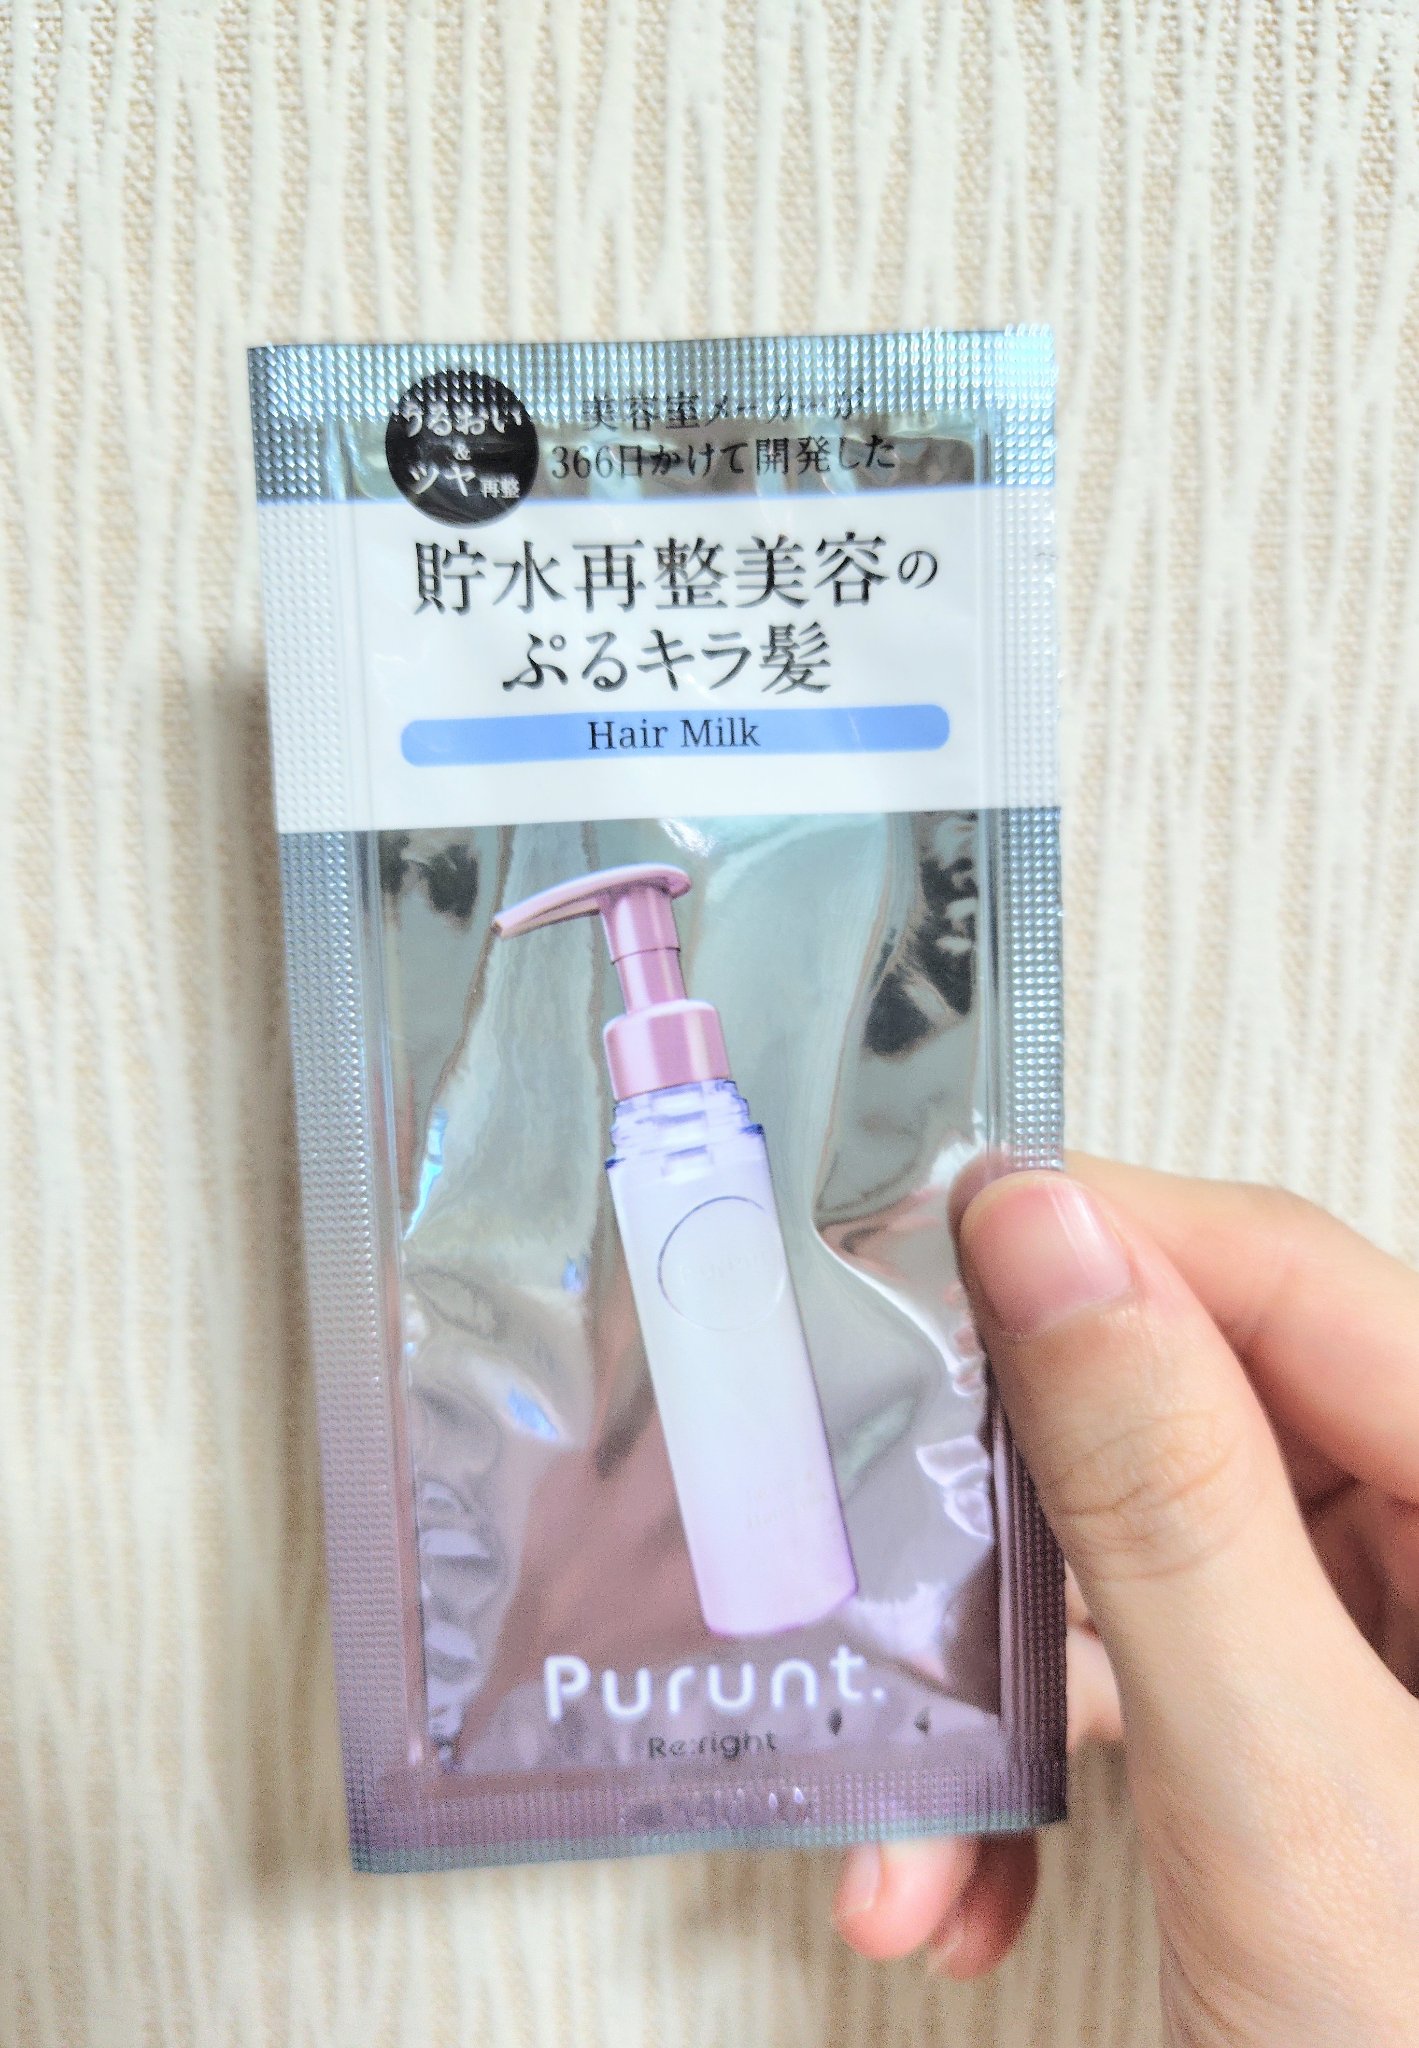 うるおい
&
ツヤ再整
美容室メーカーが
366日かけて開発した
貯水再整美容の
ぷるキラ髪
Hair Milk
Purunt.
Re:right